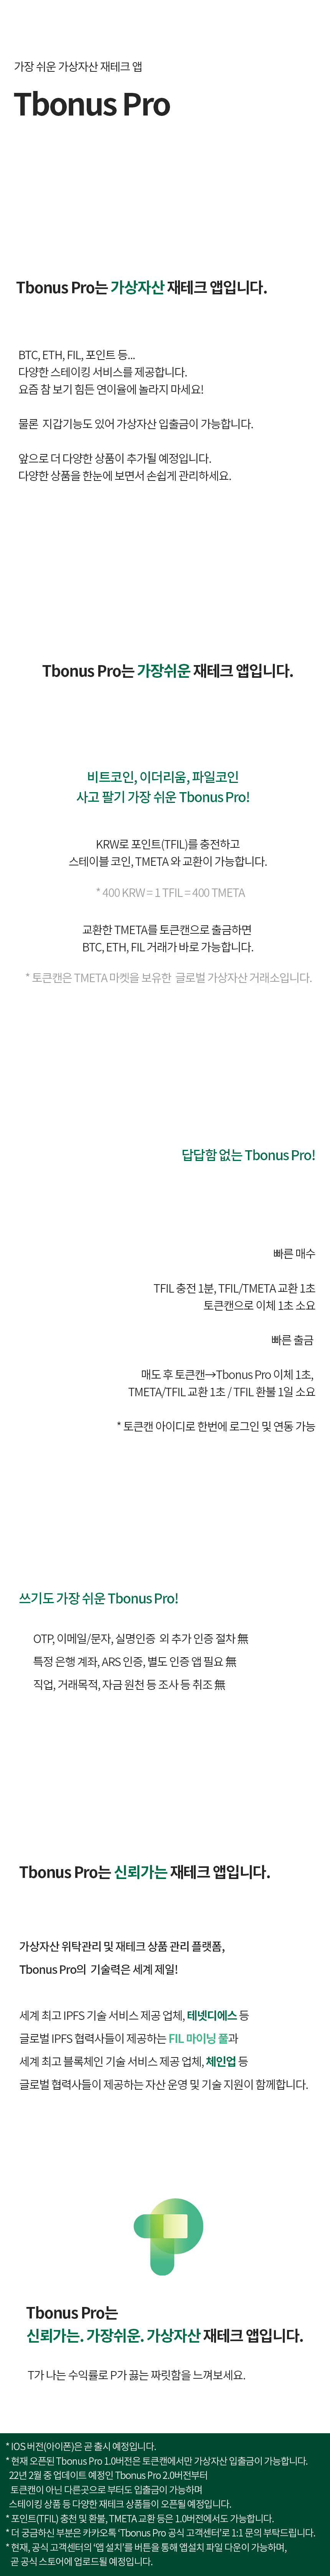 가장 쉬운 가상자산 재테크 앱
Tbonus Pro
Tbonus Pro는 가상자산 재테크 앱입니다.
BTC, ETH, FIL, 포인트 등...
다양한 스테이킹 서비스를 제공합니다.
요즘 참 보기 힘든 연이율에 놀라지 마세요!
물론 지갑기능도 있어 가상자산 입출금이 가능합니다.
앞으로 더 다양한 상품이 추가될 예정입니다.
다양한 상품을 한눈에 보면서 손쉽게 관리하세요.
Tbonus Pro는 가장쉬운 재테크 앱입니다.
비트코인, 이더리움, 파일코인
사고 팔기 가장 쉬운 Tbonus Pro!
KRW로 포인트(TFIL)를 충전하고
스테이블 코인, TMETA 와 교환이 가능합니다.
* 400 KRW = 1 TFIL = 400 TMETA
교환한 TMETA를 토큰캔으로 출금하면
BTC, ETH, FIL 거래가 바로 가능합니다.
* 토큰캔은 TMETA 마켓을 보유한 글로벌 가상자산 거래소입니다.
답답함 없는 Tbonus Pro!
빠른 매수
TFIL 충전 1분, TFIL/TMETA 교환 1초
토큰캔으로 이체 1초 소요
빠른 출금
매도 후 토큰캔→Tbonus Pro 이체 1초,
TMETA/TFIL 교환 1초 / TFIL 환불 1일 소요
* 토큰캔 아이디로 한번에 로그인 및 연동 가능
쓰기도 가장 쉬운 Tbonus Pro!
OTP, 이메일/문자, 실명인증 외 추가 인증 절차 無
특정 은행 계좌, ARS 인증, 별도 인증 앱 필요 無
직업, 거래목적, 자금 원천 등 조사 등 취조 無
Tbonus Pro는 신뢰가는 재테크 앱입니다.
가상자산 위탁관리 및 재테크 상품 관리 플랫폼,
Tbonus Pro의 기술력은 세계 제일!
세계 최고 IPFS 기술 서비스 제공 업체, 테넷디에스 등
글로벌 IPFS 협력사들이 제공하는 FIL 마이닝 풀과
세계 최고 블록체인 기술 서비스 제공 업체, 체인업 등
글로벌 협력사들이 제공하는 자산 운영 및 기술 지원이 함께합니다.
Tbonus Pro는
신뢰가는. 가장쉬운. 가상자산 재테크 앱입니다.
T가 나는 수익률로 P가 끓는 짜릿함을 느껴보세요.
* IOS 버전(아이폰)은 곧 출시 예정입니다.
* 현재 오픈된 Tbonus Pro 1.0버전은 토큰캔에서만 가상자산 입출금이 가능합니다.
22년 2월 중 업데이트 예정인 Tbonus Pro 2.0버전부터
토큰캔이 아닌 다른곳으로 부터도 입출금이 가능하며
스테이킹 상품 등 다양한 재테크 상품들이 오픈될 예정입니다.
* 포인트(TFIL) 충전 및 환불, TMETA 교환 등은 1.0버전에서도 가능합니다.
* 더 궁금하신 부분은 카카오톡 ‘Tbonus Pro 공식 고객센터’로 1:1 문의 부탁드립니다.
* 현재, 공식 고객센터의 ‘앱 설치’를 버튼을 통해 앱설치 파일 다운이 가능하며,
곧 공식 스토어에 업로드될 예정입니다.